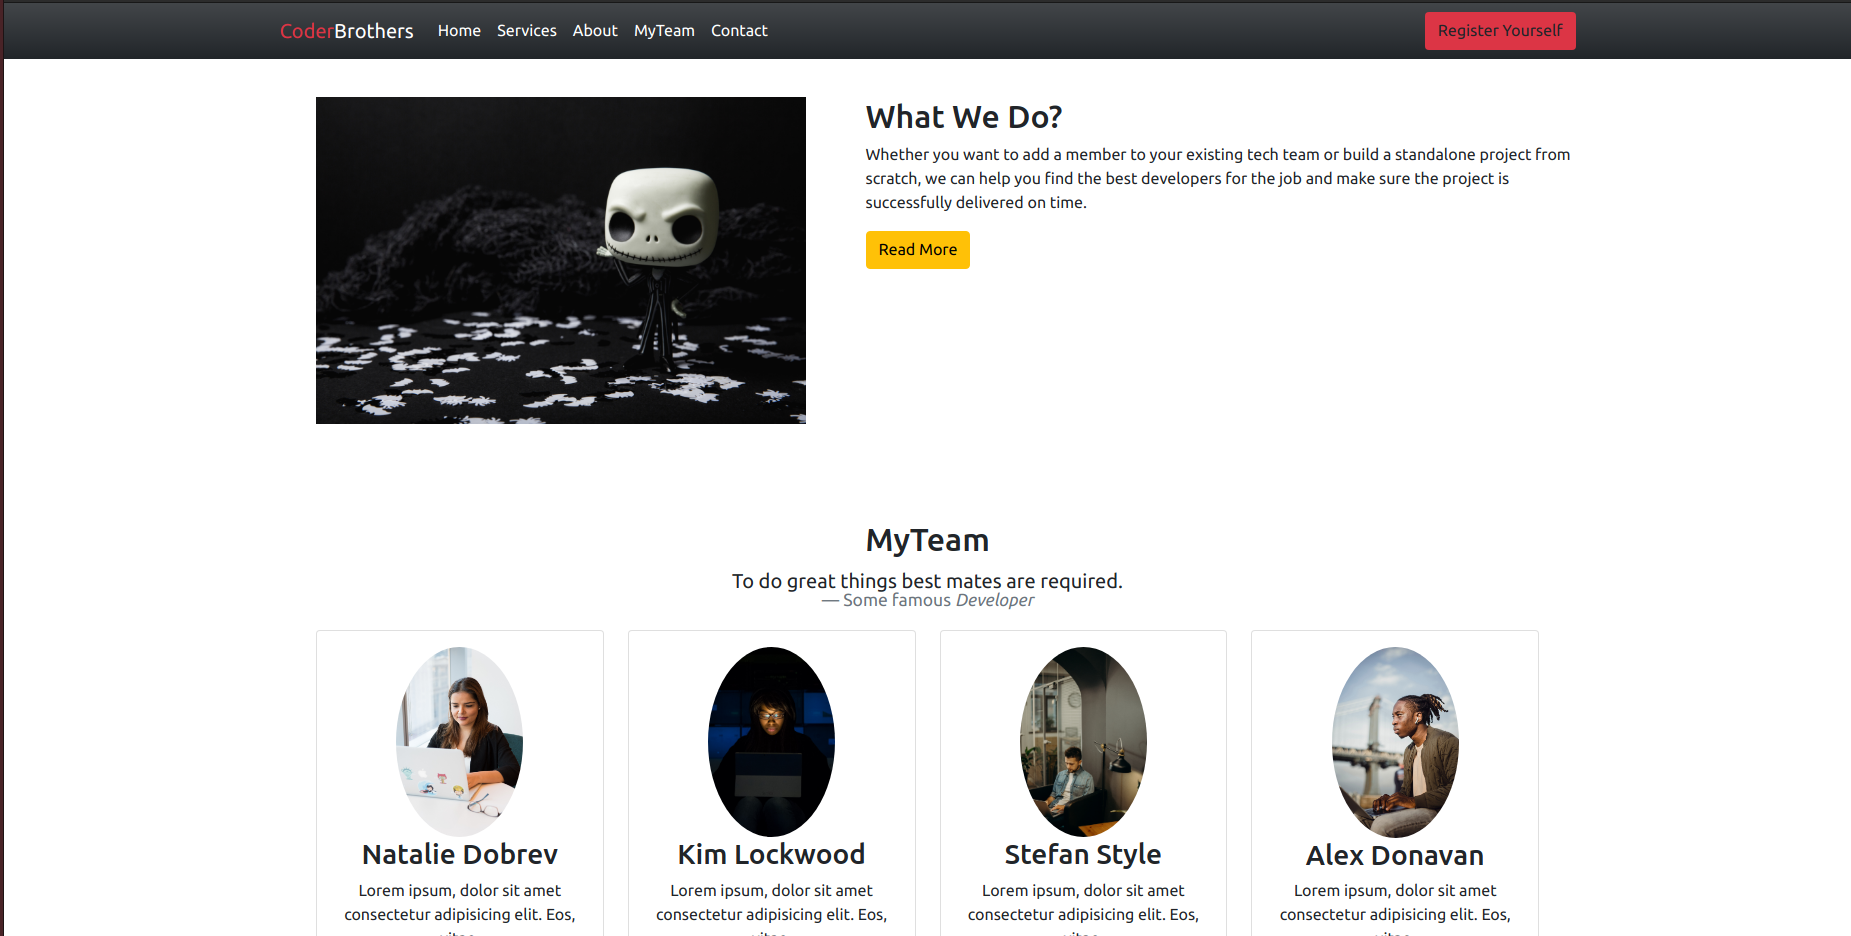 CoderBrothers Home Services About MyTeam Contact Register Yourself
What We Do?
Whether you want to add a member to your existing tech team or build a standalone project from
scratch, we can help you find the best developers for the job and make sure the project is
successfully delivered on time.
Read More
MyTeam
To do great things best mates are required.
— Some famous Developer
Natalie Dobrev
Lorem ipsum, dolor sit amet
consectetur adipisicing elit. Eos,
Kim Lockwood
Lorem ipsum, dolor sit amet
consectetur adipisicing elit. Eos,
Stefan Style
Lorem ipsum, dolor sit amet
consectetur adipisicing elit. Eos,
Alex Donavan
Lorem ipsum, dolor sit amet
consectetur adipisicing elit. Eos,